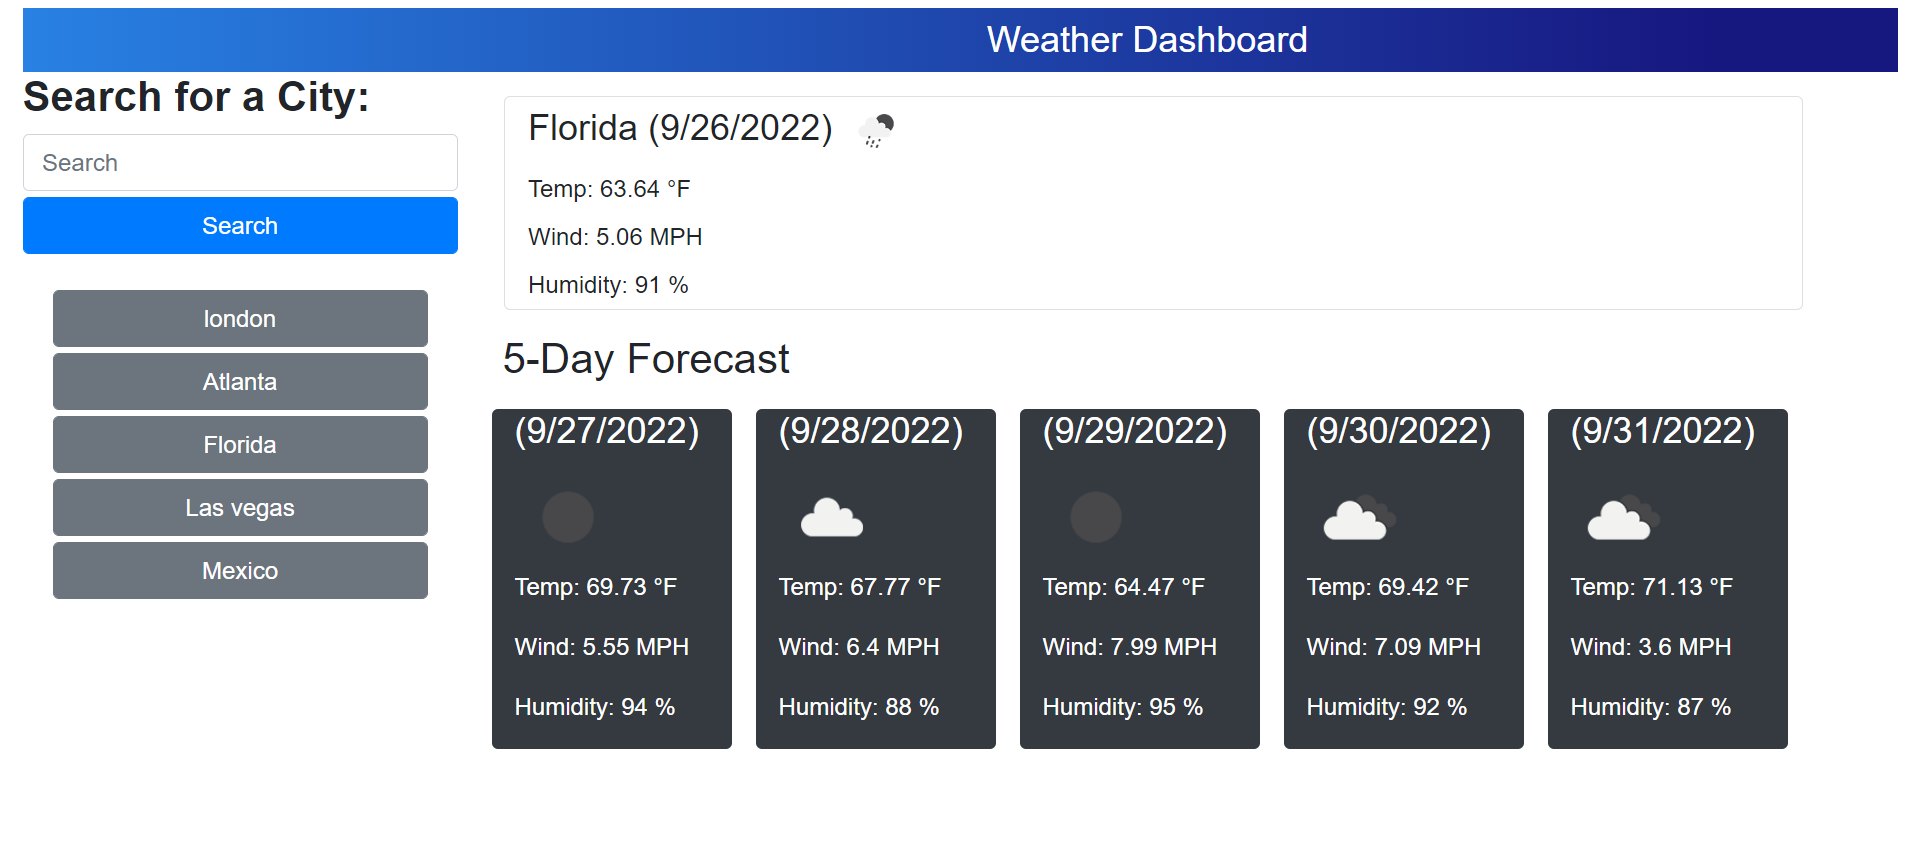 Weather Dashboard
Search for a City:
Search
Search
london
Atlanta
Florida
Las vegas
Mexico
Florida (9/26/2022)
Temp: 63.64 °F
Wind: 5.06 MPH
Humidity: 91 %
5-Day Forecast
(9/27/2022)
Temp: 69.73 °F
Wind: 5.55 MPH
Humidity: 94 %
(9/28/2022)
Temp: 67.77 °F
Wind: 6.4 MPH
Humidity: 88 %
(9/29/2022)
Temp: 64.47 °F
Wind: 7.99 MPH
Humidity: 95 %
(9/30/2022)
Temp: 69.42 °F
Wind: 7.09 MPH
Humidity: 92 %
(9/31/2022)
Temp: 71.13 °F
Wind: 3.6 MPH
Humidity: 87 %